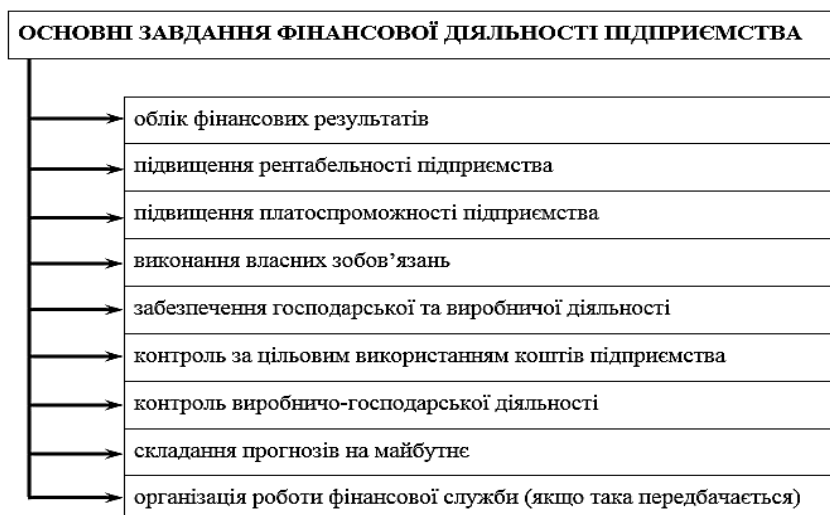 ОСНОВНІ ЗАВДАННЯ ФІНАНСОВОЇ ДІЯЛЬНОСТІ ПІДПРИЄМСТВА
облік фінансових результатів
підвищення рентабельності підприємства
підвищення платоспроможності підприємства
виконання власних зобов’язань
забезпечення господарської та виробничої діяльності
контроль за цільовим використанням коштів підприємства
контроль виробничо-господарської діяльності
складання прогнозів на майбутнє
організація роботи фінансової служби (якщо така передбачається)